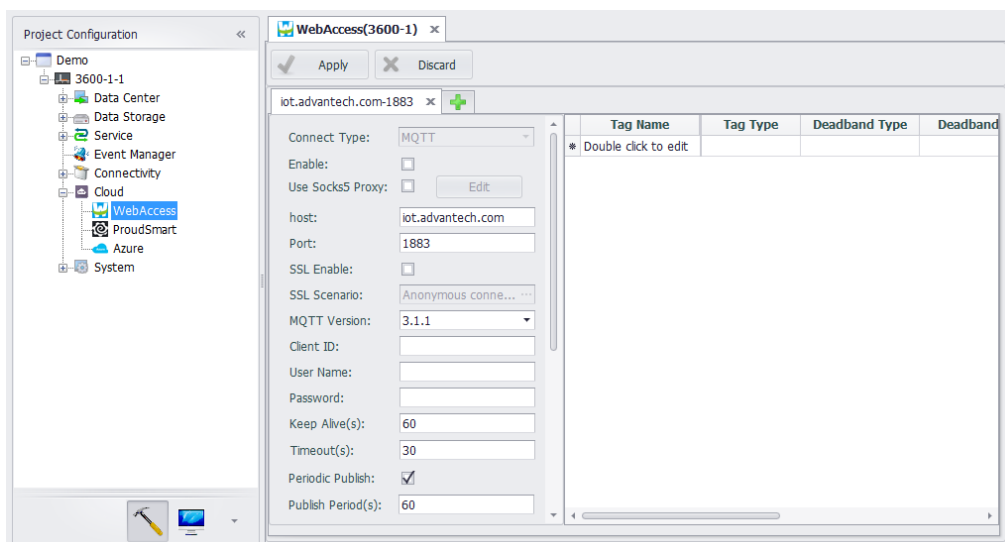 Project Configuration «
Demo
3600-1-1
Data Center
Data Storage
Service
Event Manager
Connectivity
Cloud
WebAccess
ProudSmart
Azure
System
WebAccess(3600-1) x
Apply Discard
iot.advantech.com-1883 x
Connect Type: MQTT
Enable:
Use Socks5 Proxy: Edit
host: iot.advantech.com
Port: 1883
SSL Enable:
SSL Scenario: Anonymous conne... ...
MQTT Version: 3.1.1
Client ID:
User Name:
Password:
Keep Alive(s): 60
Timeout(s): 30
Periodic Publish:
Publish Period(s): 60
Tag Name Tag Type Deadband Type Deadband
* Double click to edit